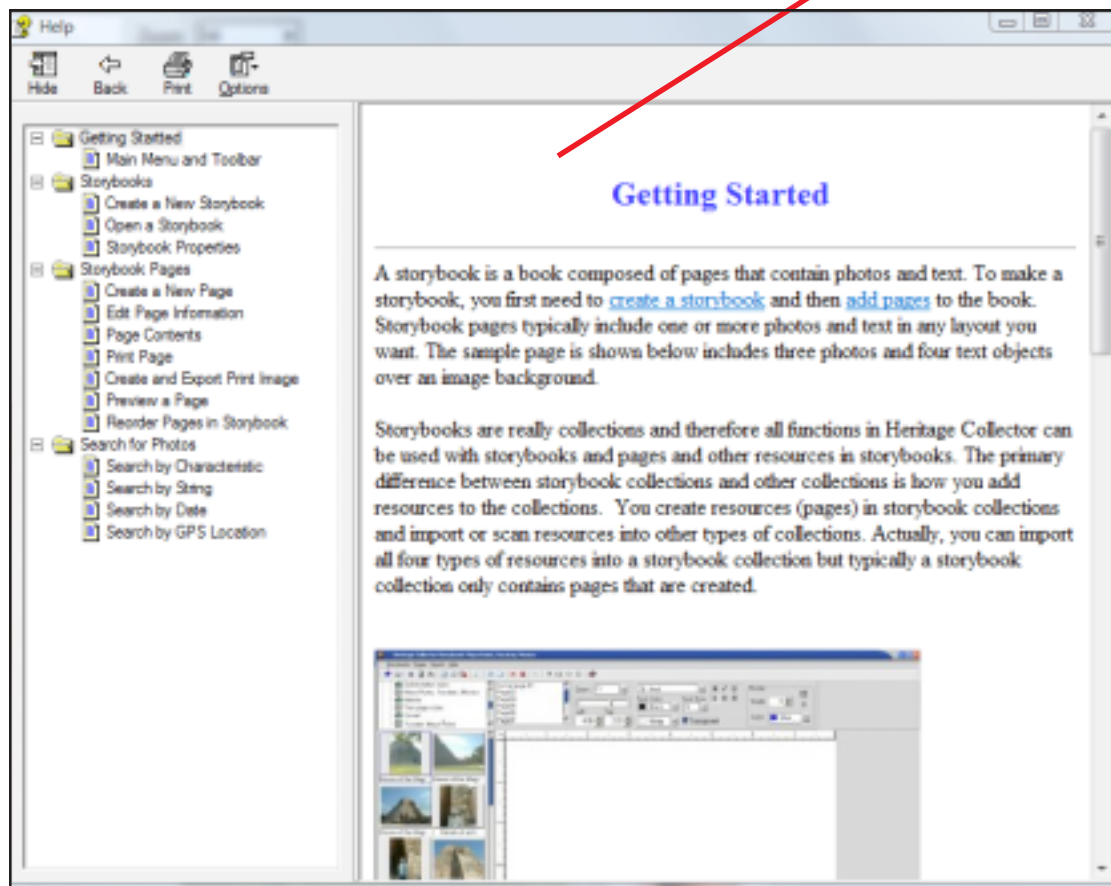 Help
Hide Back Print Options
Getting Started
Main Menu and Toolbar
Storybooks
Create a New Storybook
Open a Storybook
Storybook Properties
Storybook Pages
Create a New Page
Edit Page Information
Page Contents
Print Page
Create and Export Print Image
Preview a Page
Reorder Pages in Storybook
Search for Photos
Search by Characteristic
Search by String
Search by Date
Search by GPS Location
Getting Started
A storybook is a book composed of pages that contain photos and text. To make a
storybook, you first need to create a storybook and then add pages to the book.
Storybook pages typically include one or more photos and text in any layout you
want. The sample page is shown below includes three photos and four text objects
over an image background.
Storybooks are really collections and therefore all functions in Heritage Collector can
be used with storybooks and pages and other resources in storybooks. The primary
difference between storybook collections and other collections is how you add
resources to the collections. You create resources (pages) in storybook collections
and import or scan resources into other types of collections. Actually, you can import
all four types of resources into a storybook collection but typically a storybook
collection only contains pages that are created.